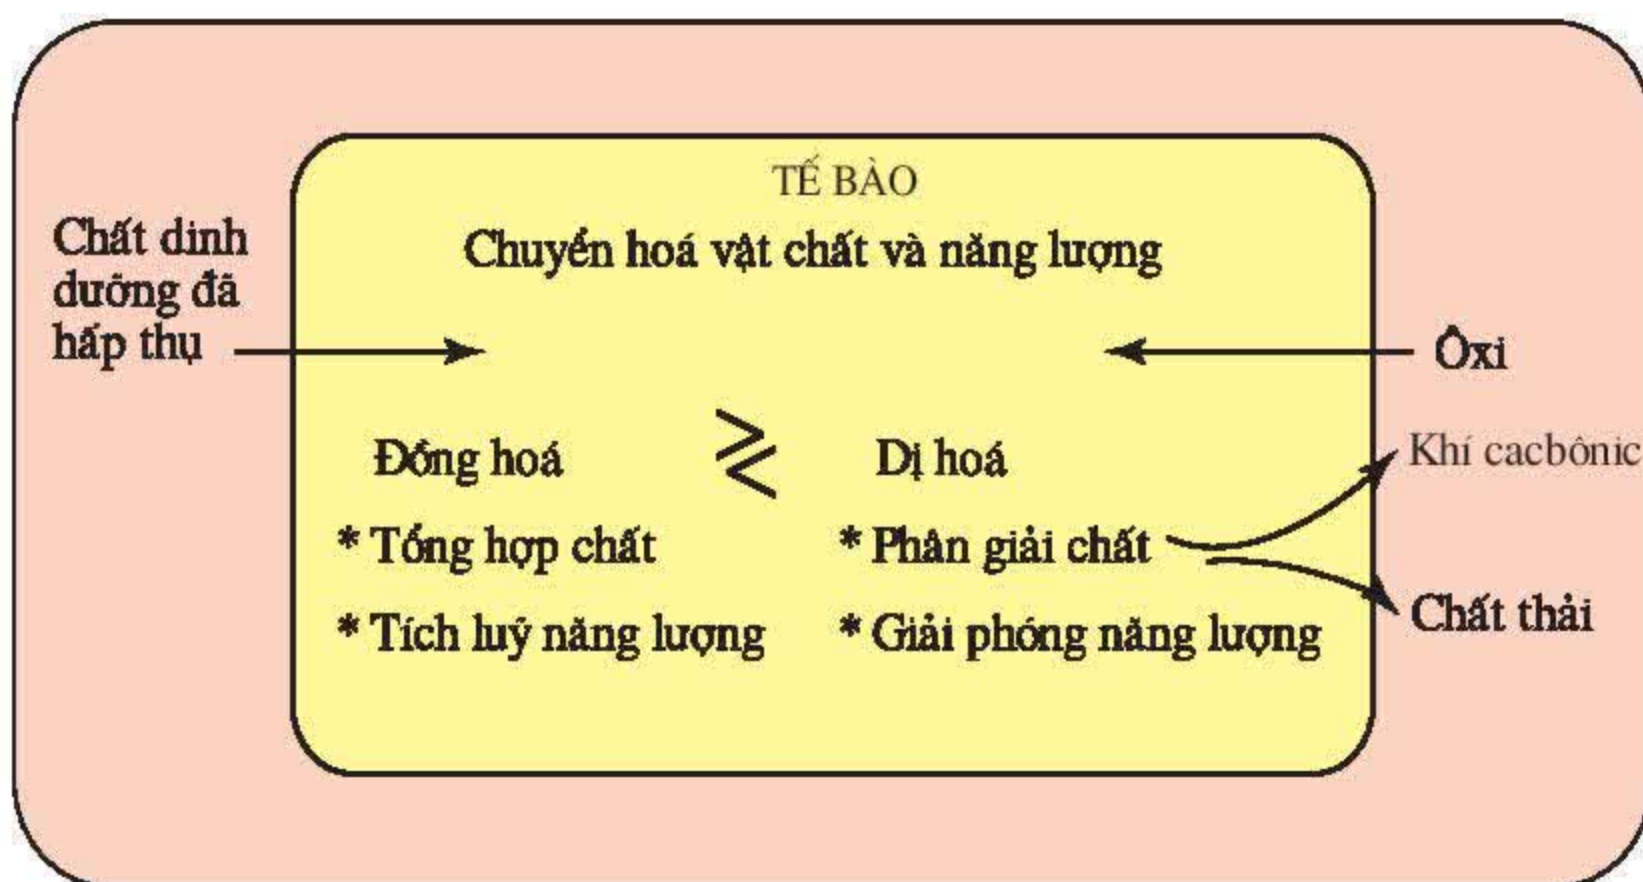 TẾ BÀO
Chuyển hoá vật chất và năng lượng
Chất dinh
dưỡng đã
hấp thụ
Ôxi
Đồng hoá
≷
Dị hoá
Khí cacbônic
* Tổng hợp chất
* Phân giải chất
Chất thải
* Tích luỹ năng lượng
* Giải phóng năng lượng